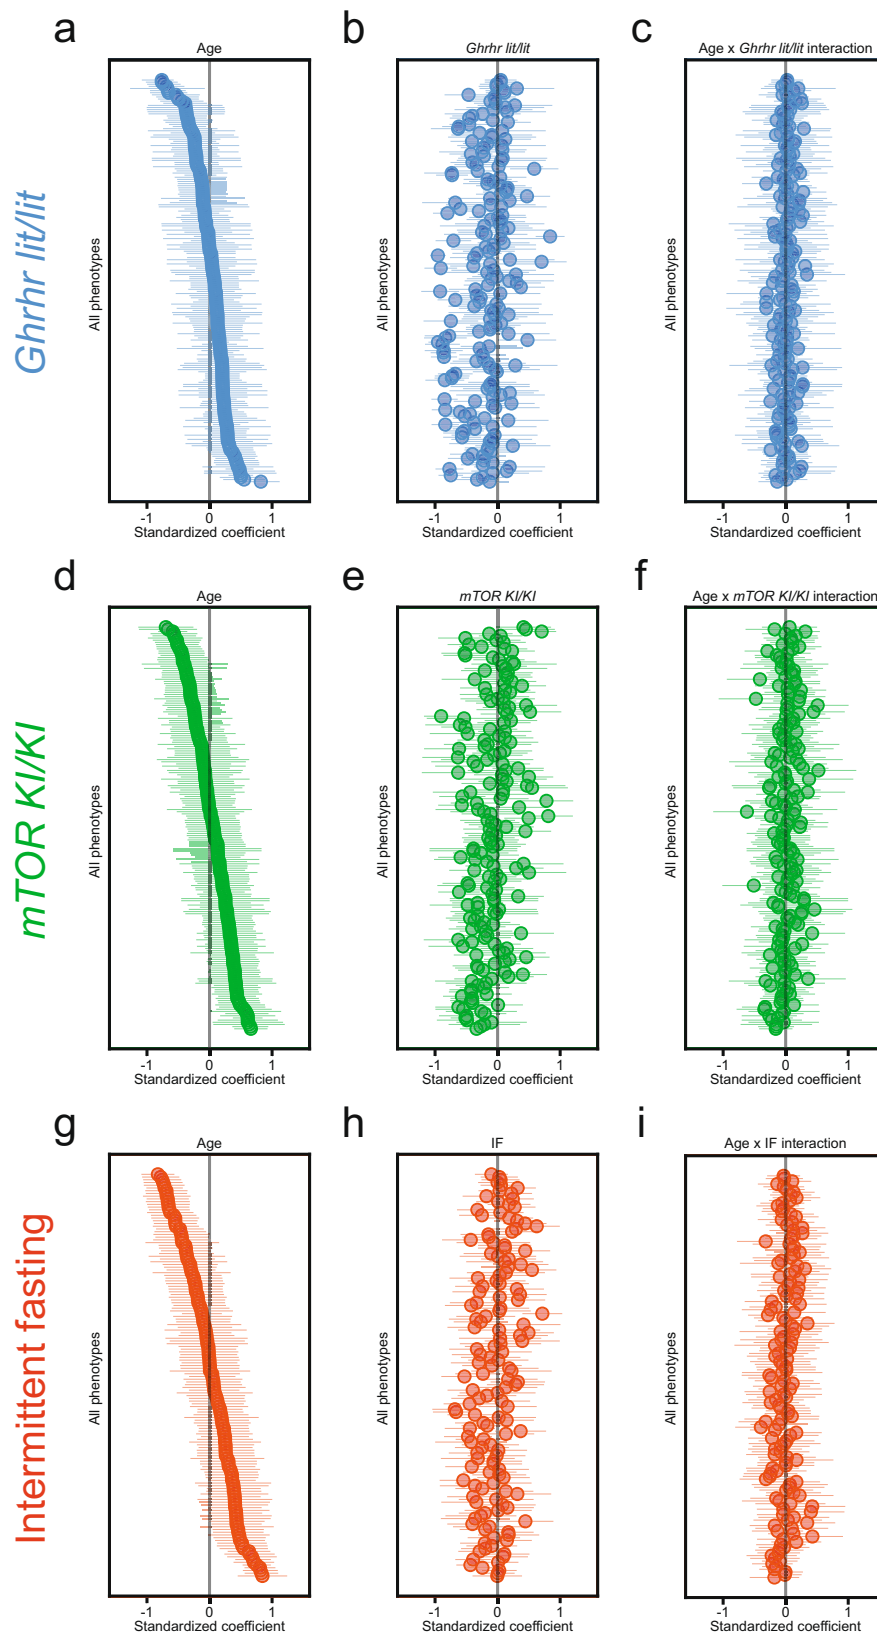 a
b
c
Age
Ghrhr lit/lit
Age x Ghrhr lit/lit interaction
Ghrhr lit/lit
All phenotypes
All phenotypes
All phenotypes
-1 0 1
-1 0 1
-1 0 1
Standardized coefficient
Standardized coefficient
Standardized coefficient
d
e
f
Age
mTOR KI/KI
Age x mTOR KI/KI interaction
mTOR KI/KI
All phenotypes
All phenotypes
All phenotypes
-1 0 1
-1 0 1
-1 0 1
Standardized coefficient
Standardized coefficient
Standardized coefficient
g
h
i
Age
IF
Age x IF interaction
Intermittent fasting
All phenotypes
All phenotypes
All phenotypes
-1 0 1
-1 0 1
-1 0 1
Standardized coefficient
Standardized coefficient
Standardized coefficient